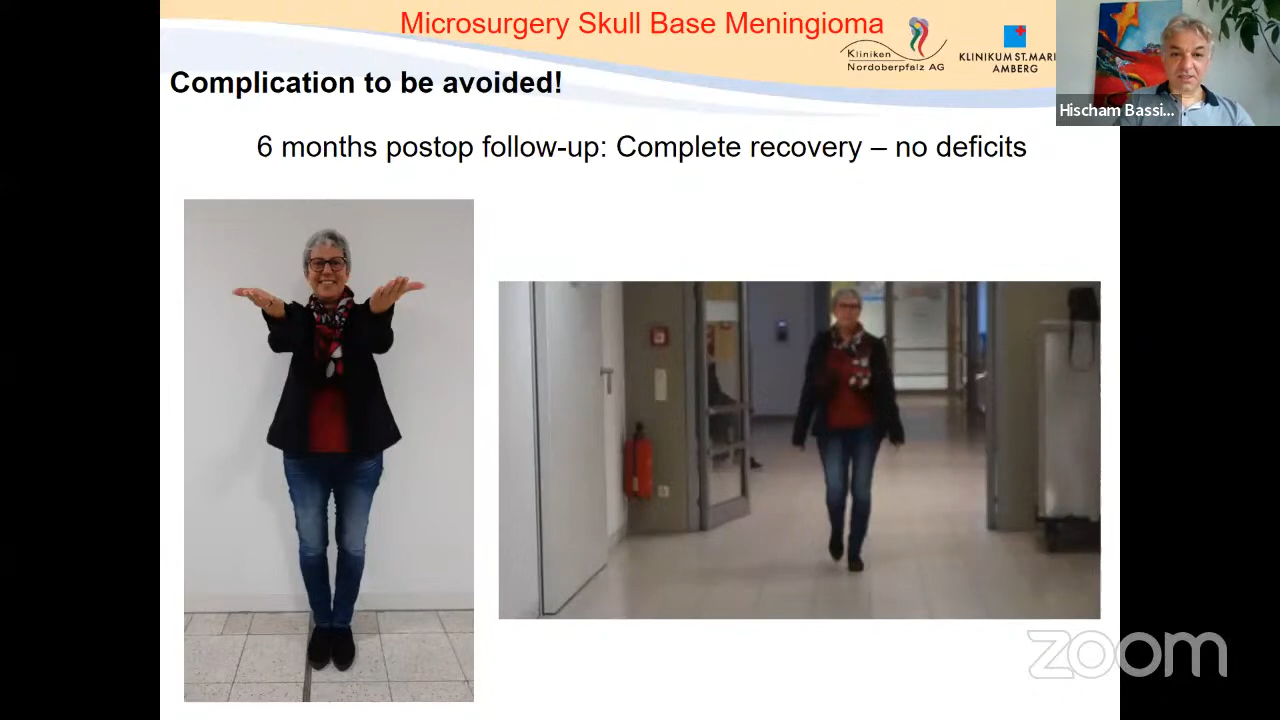 Microsurgery Skull Base Meningioma
Kliniken
Nordoberpfalz AG
KLINIKUM ST.MARI
AMBERG
Complication to be avoided!
Hischam Bassi...
6 months postop follow-up: Complete recovery – no deficits
zoom